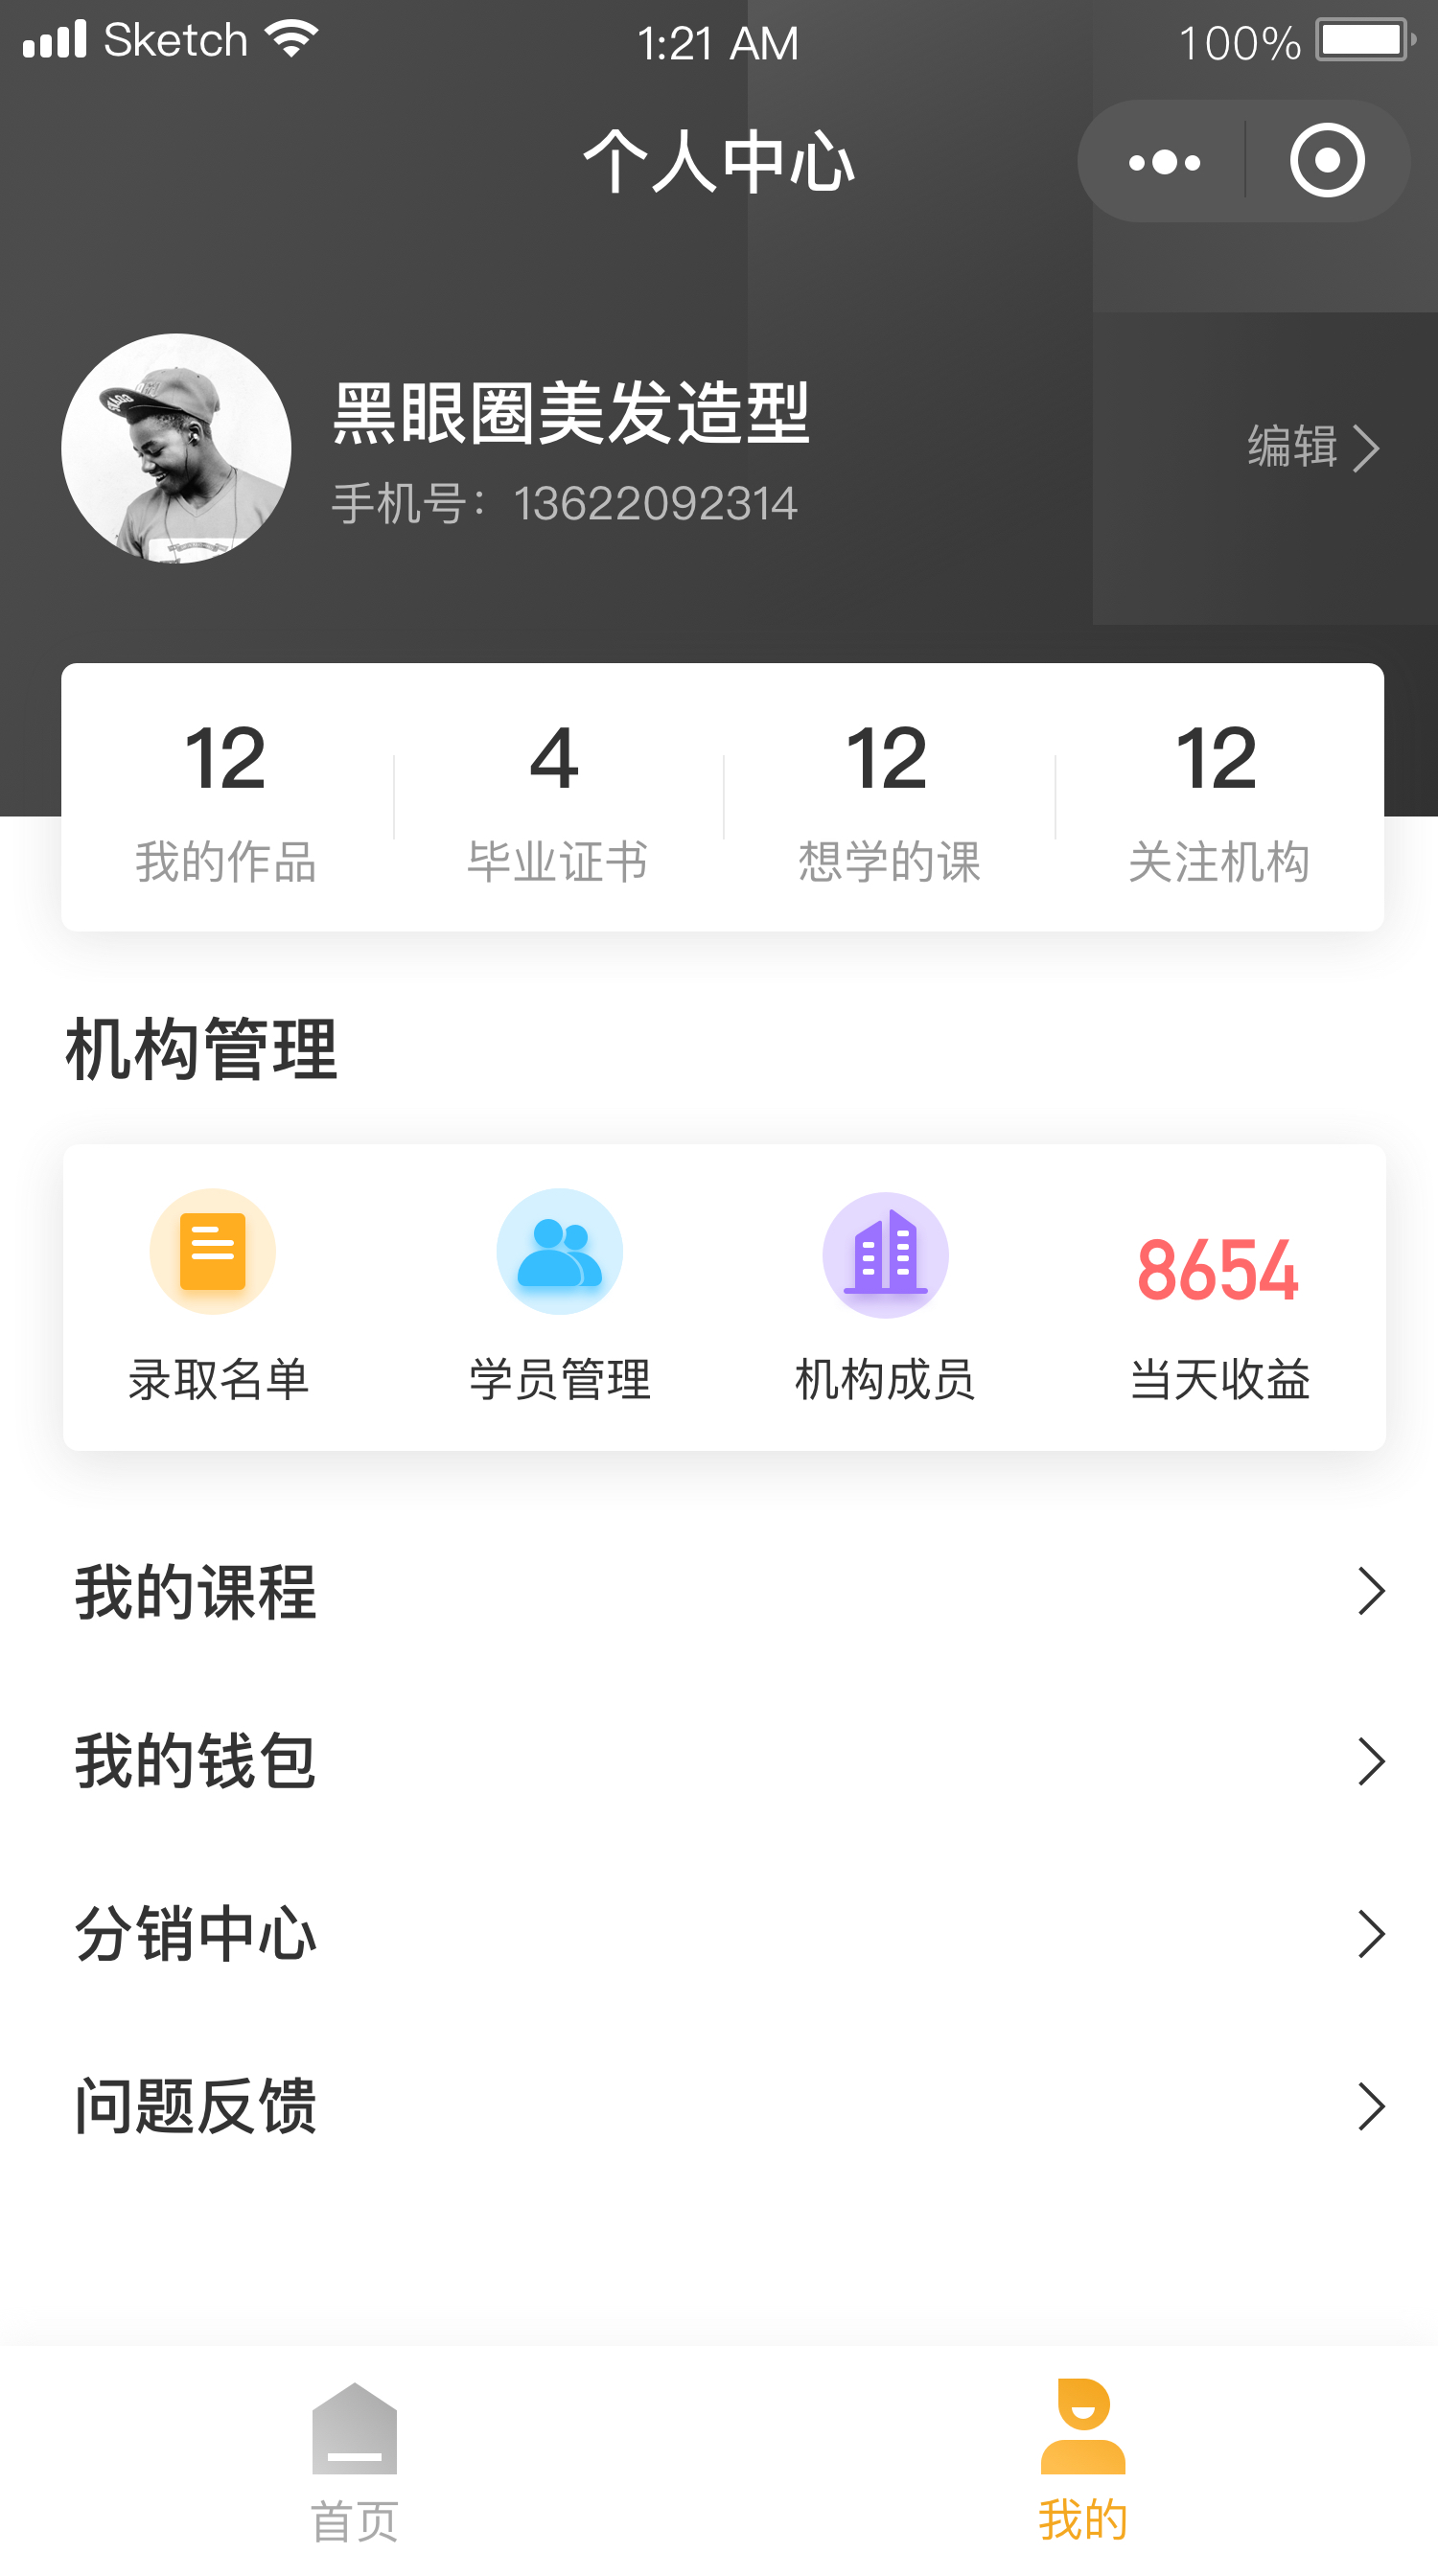 Sketch 1:21 AM 100%
个人中心
黑眼圈美发造型
手机号：13622092314
编辑
12 4 12 12
我的作品 毕业证书 想学的课 关注机构
机构管理
8654
录取名单 学员管理 机构成员 当天收益
我的课程
我的钱包
分销中心
问题反馈
首页 我的